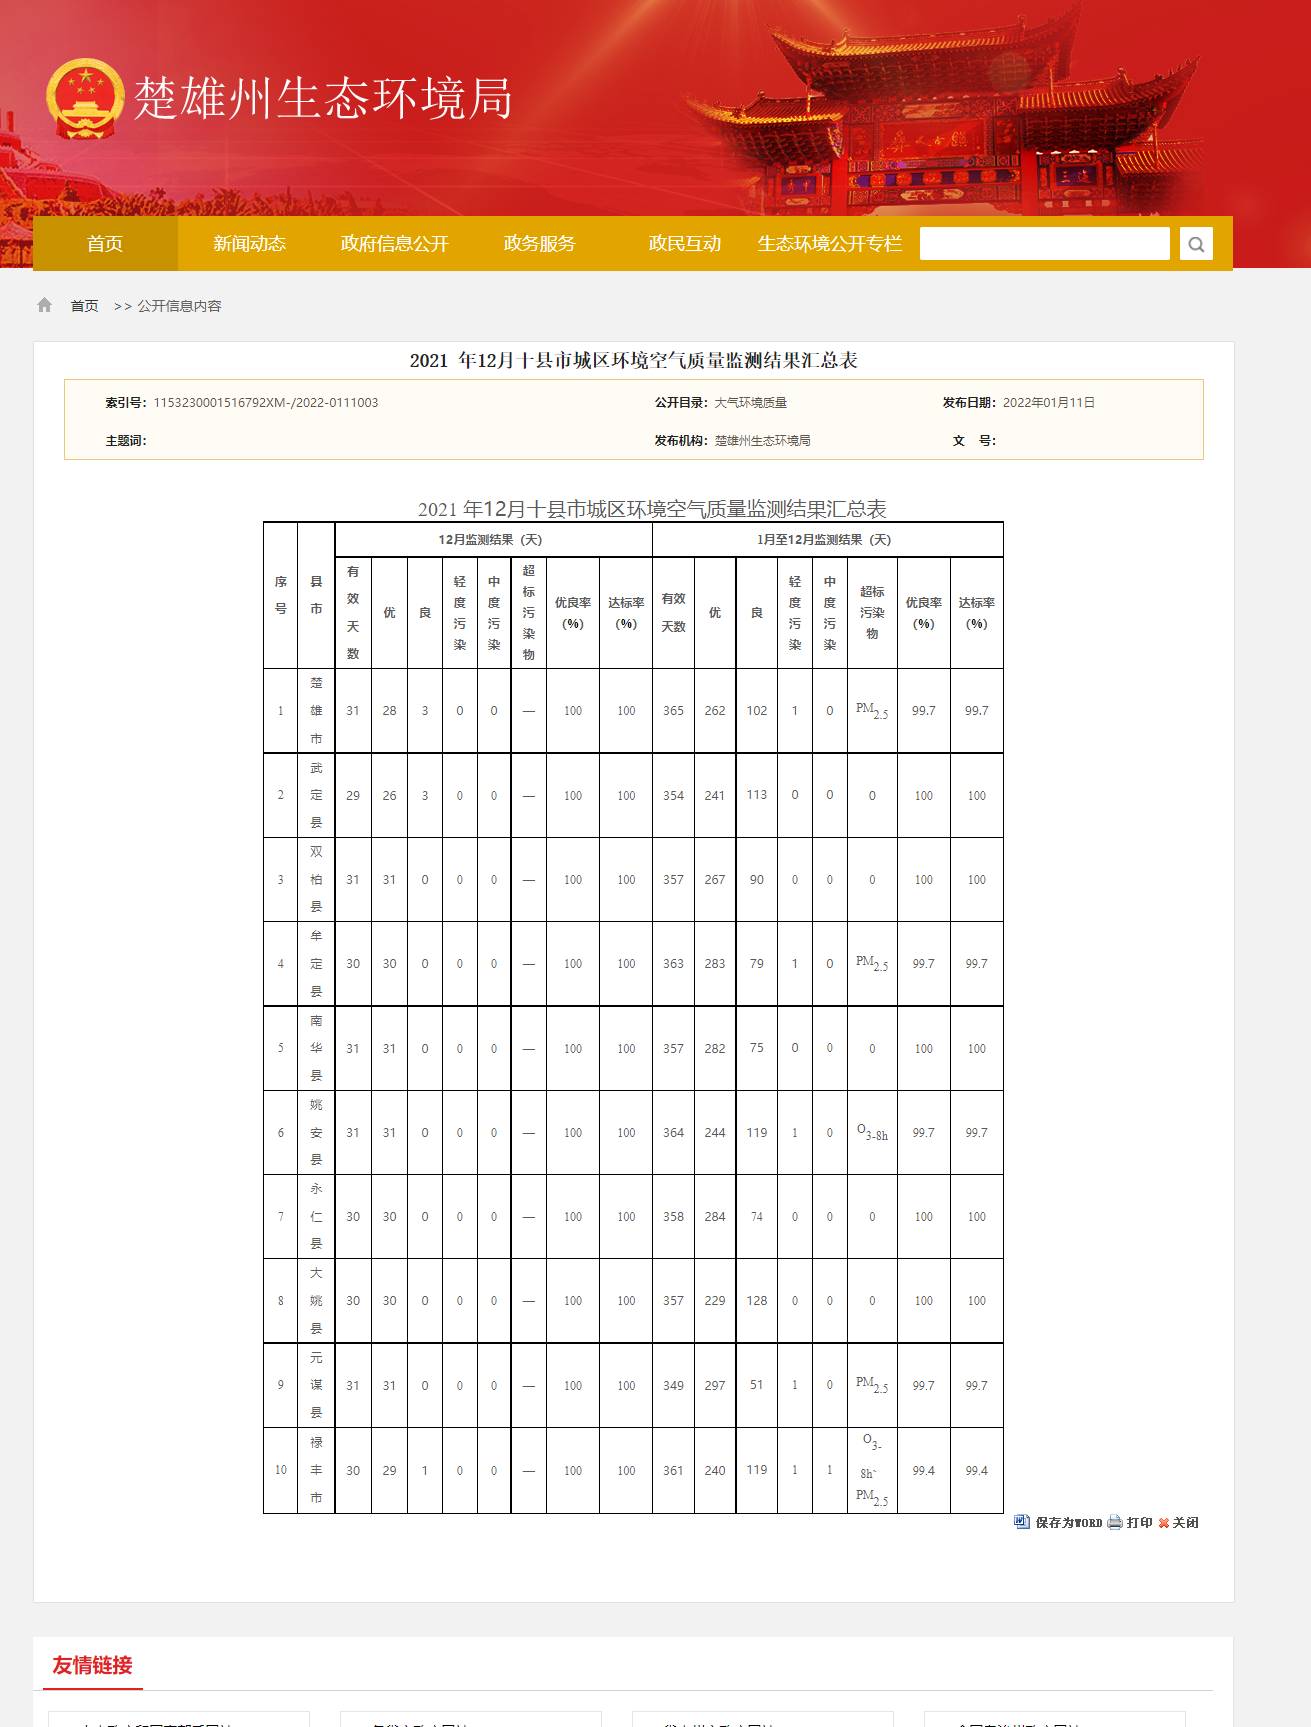 楚雄州生态环境局
首页 新闻动态 政府信息公开 政务服务 政民互动 生态环境公开专栏
首页 >> 公开信息内容
2021 年12月十县市城区环境空气质量监测结果汇总表
索引号：1153230001516792XM-/2022-0111003 公开目录：大气环境质量 发布日期：2022年01月11日
主题词： 发布机构：楚雄州生态环境局 文 号：
2021 年12月十县市城区环境空气质量监测结果汇总表
序号 县市 12月监测结果（天） 1月至12月监测结果（天）
有效天数 优 良 轻度污染 中度污染 超标污染物 优良率（%） 达标率（%） 有效天数 优 良 轻度污染 中度污染 超标污染物 优良率（%） 达标率（%）
1 楚雄市 31 28 3 0 0 — 100 100 365 262 102 1 0 PM2.5 99.7 99.7
2 武定县 29 26 3 0 0 — 100 100 354 241 113 0 0 0 100 100
3 双柏县 31 31 0 0 0 — 100 100 357 267 90 0 0 0 100 100
4 牟定县 30 30 0 0 0 — 100 100 363 283 79 1 0 PM2.5 99.7 99.7
5 南华县 31 31 0 0 0 — 100 100 357 282 75 0 0 0 100 100
6 姚安县 31 31 0 0 0 — 100 100 364 244 119 1 0 O3-8h 99.7 99.7
7 永仁县 30 30 0 0 0 — 100 100 358 284 74 0 0 0 100 100
8 大姚县 30 30 0 0 0 — 100 100 357 229 128 0 0 0 100 100
9 元谋县 31 31 0 0 0 — 100 100 349 297 51 1 0 PM2.5 99.7 99.7
10 禄丰市 30 29 1 0 0 — 100 100 361 240 119 1 1 O3-8h` PM2.5 99.4 99.4
保存为WORD 打印 关闭
友情链接